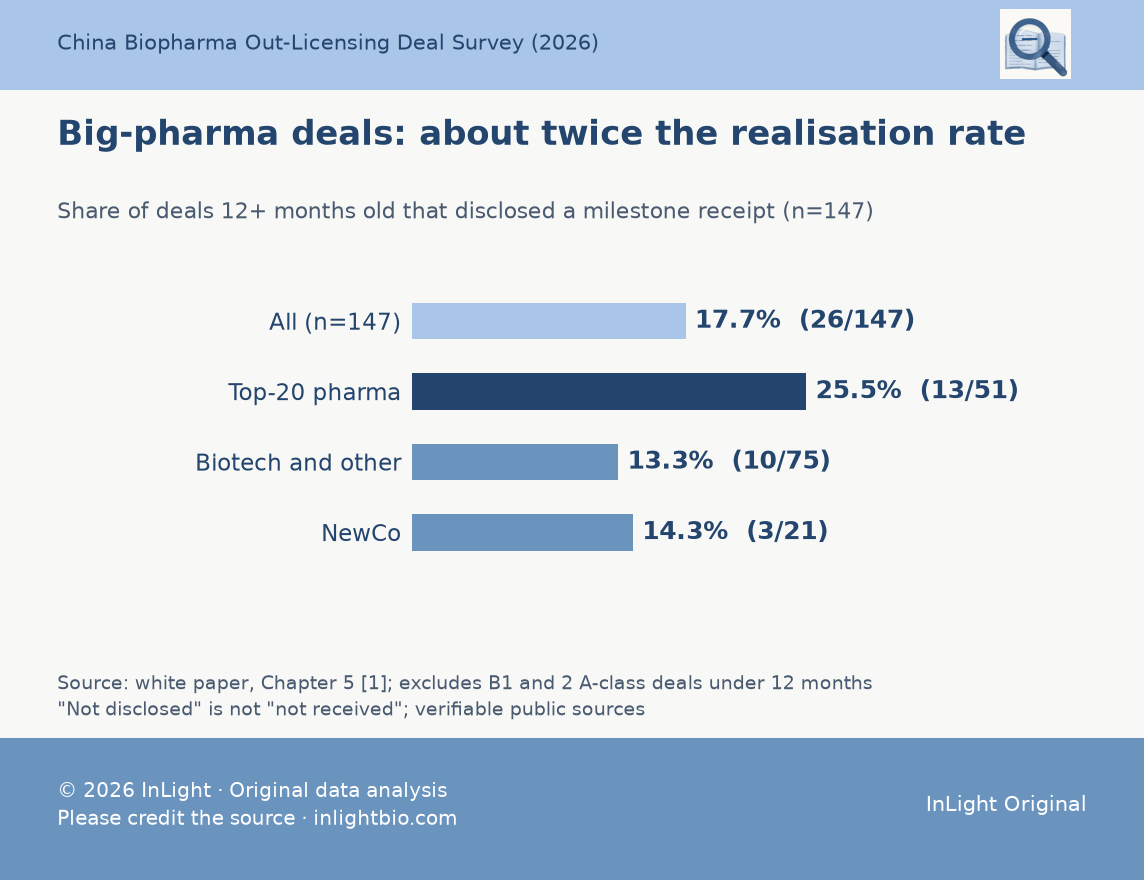 China Biopharma Out-Licensing Deal Survey (2026)
Big-pharma deals: about twice the realisation rate
Share of deals 12+ months old that disclosed a milestone receipt (n=147)
All (n=147) 17.7% (26/147)
Top-20 pharma 25.5% (13/51)
Biotech and other 13.3% (10/75)
NewCo 14.3% (3/21)
Source: white paper, Chapter 5 [1]; excludes B1 and 2 A-class deals under 12 months
"Not disclosed" is not "not received"; verifiable public sources
© 2026 InLight · Original data analysis
Please credit the source · inlightbio.com
InLight Original